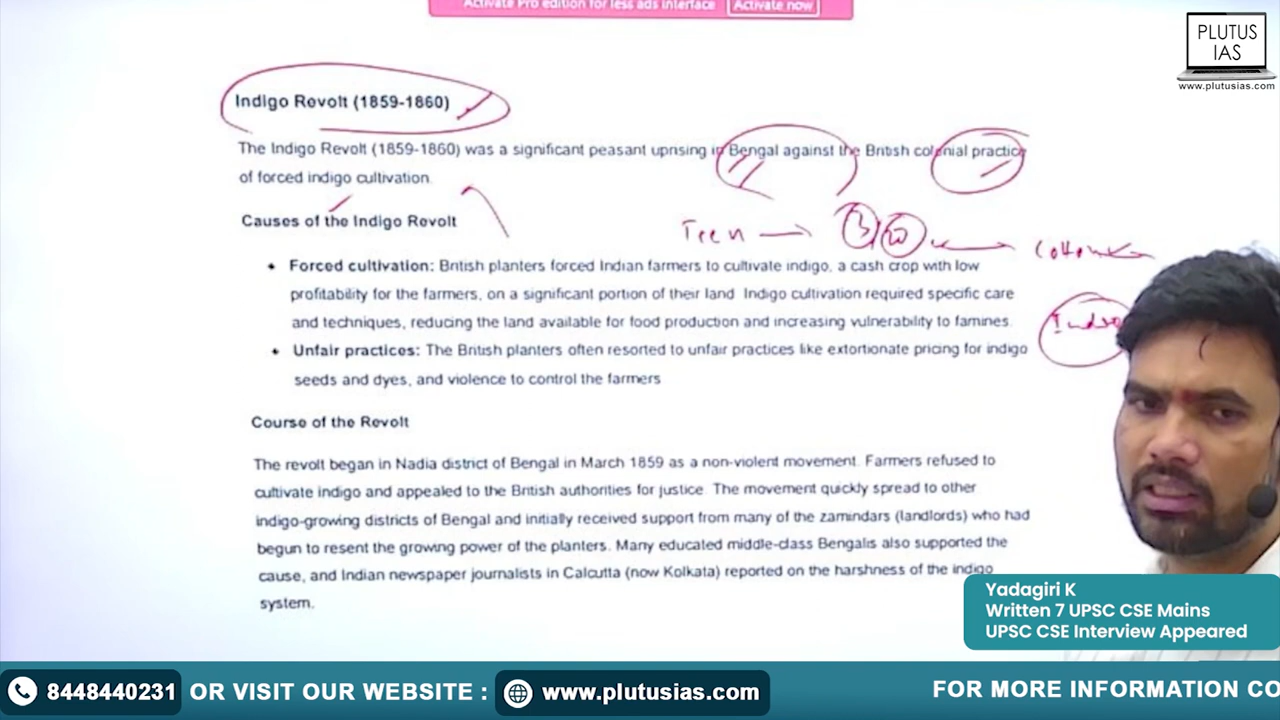 Activate Pro edition for less ads interface Activate now
PLUTUS
IAS
www.plutusias.com
Indigo Revolt (1859-1860)
The Indigo Revolt (1859-1860) was a significant peasant uprising in Bengal against the British colonial practice
of forced indigo cultivation.
Causes of the Indigo Revolt
• Forced cultivation: British planters forced Indian farmers to cultivate indigo, a cash crop with low
profitability for the farmers, on a significant portion of their land. Indigo cultivation required specific care
and techniques, reducing the land available for food production and increasing vulnerability to famines.
• Unfair practices: The British planters often resorted to unfair practices like extortionate pricing for indigo
seeds and dyes, and violence to control the farmers
Course of the Revolt
The revolt began in Nadia district of Bengal in March 1859 as a non-violent movement. Farmers refused to
cultivate indigo and appealed to the British authorities for justice. The movement quickly spread to other
indigo-growing districts of Bengal and initially received support from many of the zamindars (landlords) who had
begun to resent the growing power of the planters. Many educated middle-class Bengalis also supported the
cause, and Indian newspaper journalists in Calcutta (now Kolkata) reported on the harshness of the indigo
system.
Yadagiri K
Written 7 UPSC CSE Mains
UPSC CSE Interview Appeared
8448440231 OR VISIT OUR WEBSITE : www.plutusias.com FOR MORE INFORMATION CO